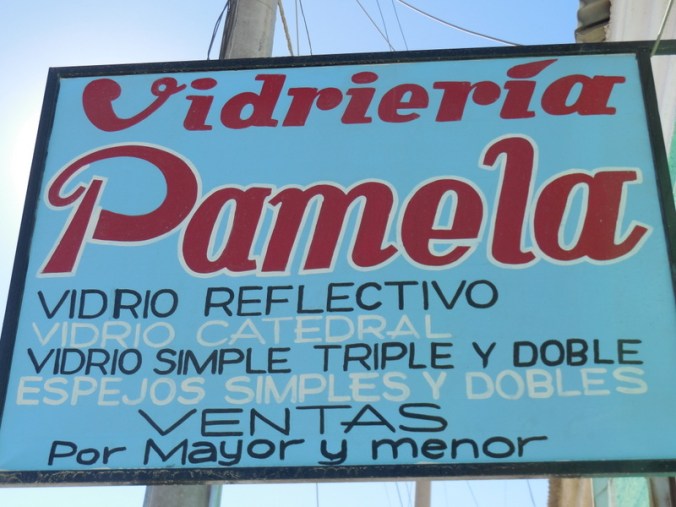 Vidriería
Pamela
VIDRIO REFLECTIVO
VIDRIO CATEDRAL
VIDRIO SIMPLE TRIPLE Y DOBLE
ESPEJOS SIMPLES Y DOBLES
VENTAS
Por Mayor y menor